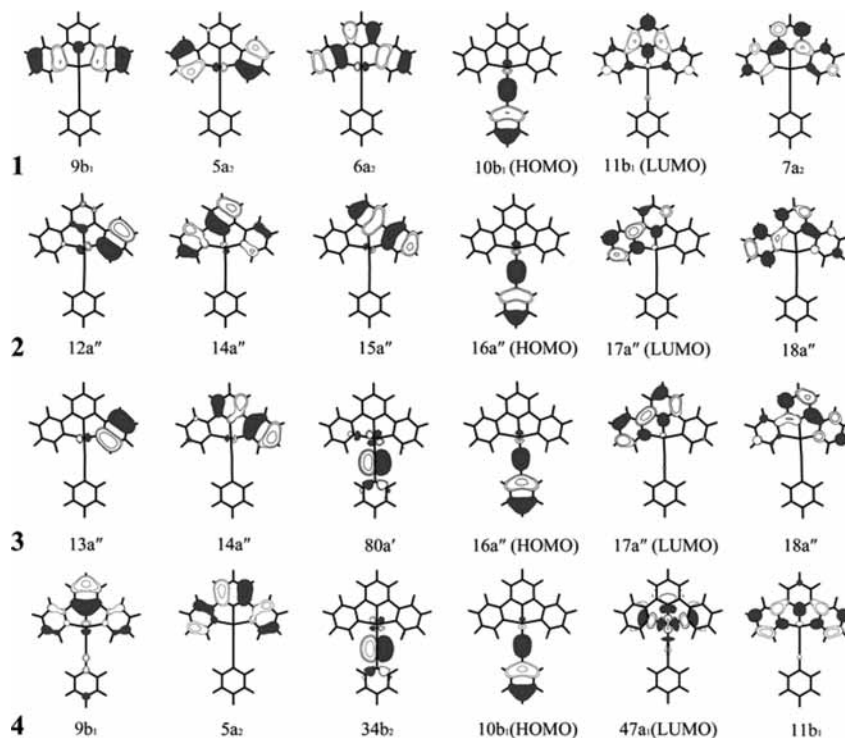 1
9b₁ 5a₂ 6a₂ 10b₁ (HOMO) 11b₁ (LUMO) 7a₂
2
12a″ 14a″ 15a″ 16a″ (HOMO) 17a″ (LUMO) 18a″
3
13a″ 14a″ 80a′ 16a″ (HOMO) 17a″ (LUMO) 18a″
4
9b₁ 5a₂ 34b₂ 10b₁(HOMO) 47a₁(LUMO) 11b₁